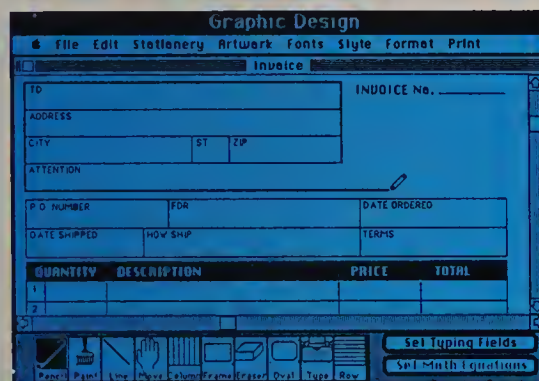 Graphic Design
File Edit Stationery Artwork Fonts Slyte Format Print
Invoice
TO
INVOICE No.
ADDRESS
CITY ST ZIP
ATTENTION
P.O. NUMBER FOR DATE ORDERED
DATE SHIPPED HOW SHIP TERMS
QUANTITY DESCRIPTION PRICE TOTAL
1
2
Set Typing Fields
Set Math Equations
Pencil Paint Line Move Column Frame Eraser Oval Type Row